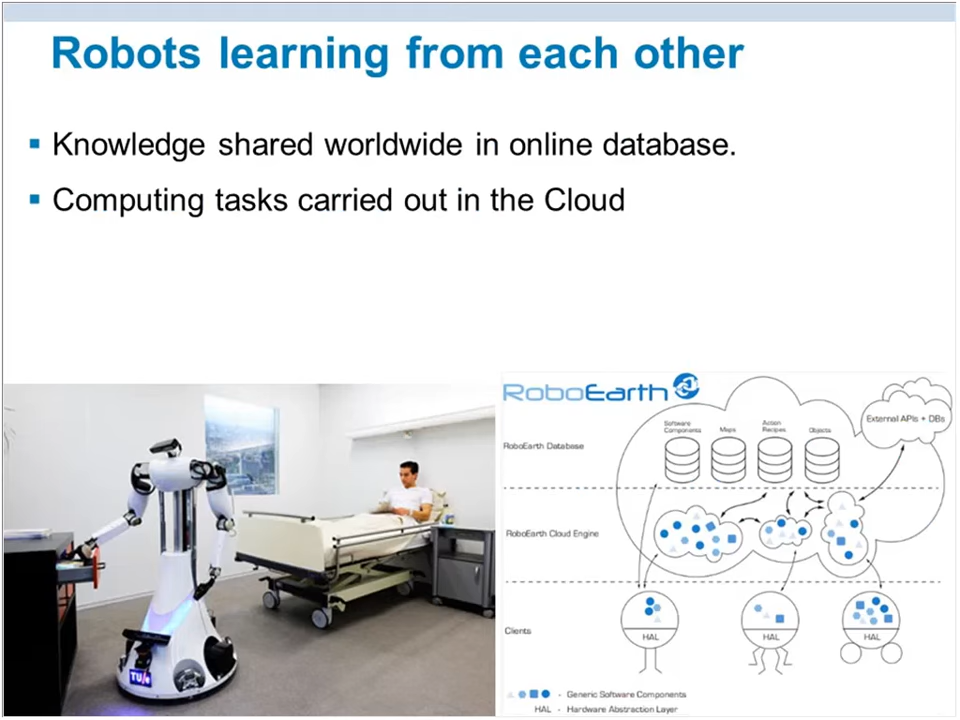 Robots learning from each other
Knowledge shared worldwide in online database.
Computing tasks carried out in the Cloud
RoboEarth
External APIs + DBs
Software
Components
Maps
Action
Recipes
Objects
RoboEarth Database
RoboEarth Cloud Engine
Clients
HAL
HAL
HAL
- Generic Software Components
HAL - Hardware Abstraction Layer
TU/e